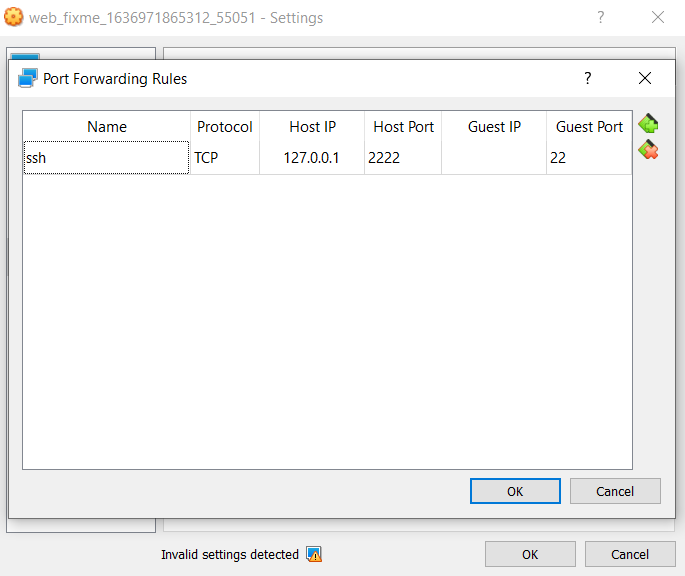 web_fixme_1636971865312_55051 - Settings ?
Port Forwarding Rules ?
Name Protocol Host IP Host Port Guest IP Guest Port
ssh TCP 127.0.0.1 2222 22
OK Cancel
Invalid settings detected OK Cancel